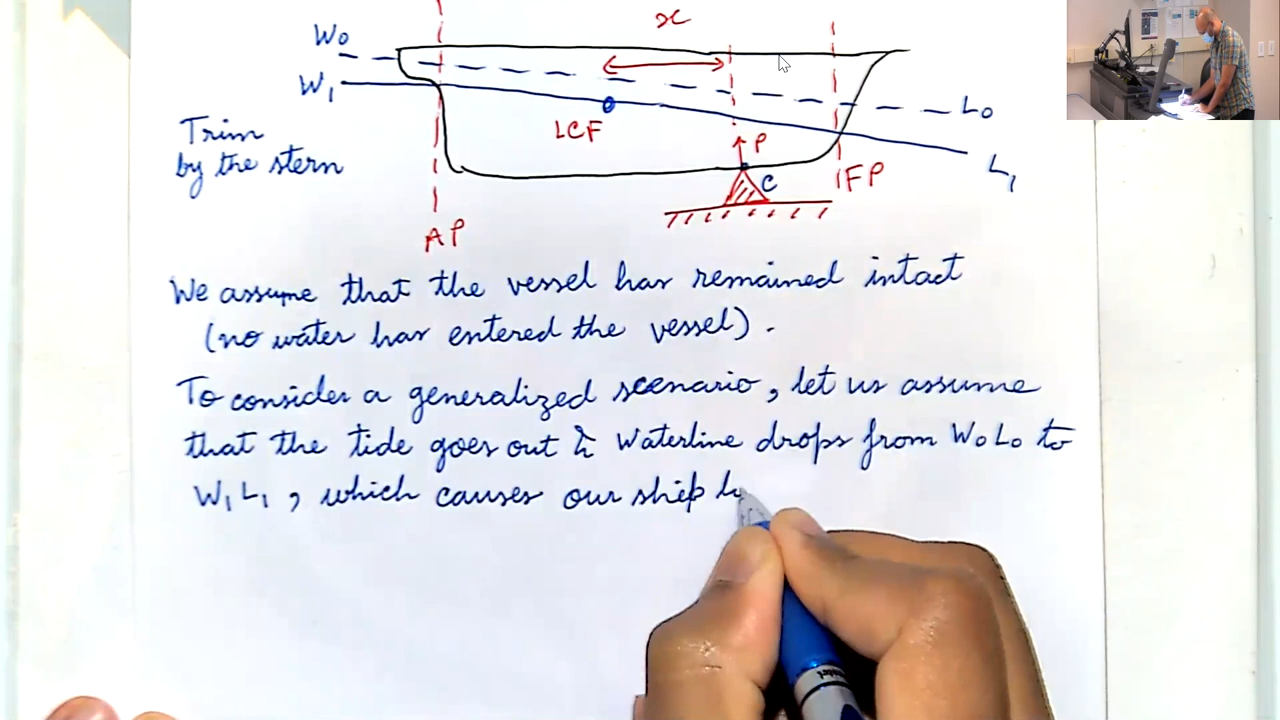 x
W0
W1
L0
Trim
by the stern
LCF
P
C
FP
L1
AP
We assume that the vessel has remained intact
(no water has entered the vessel).
To consider a generalized scenario, let us assume
that the tide goes out & Waterline drops from W0L0 to
W1L1, which causes our ship